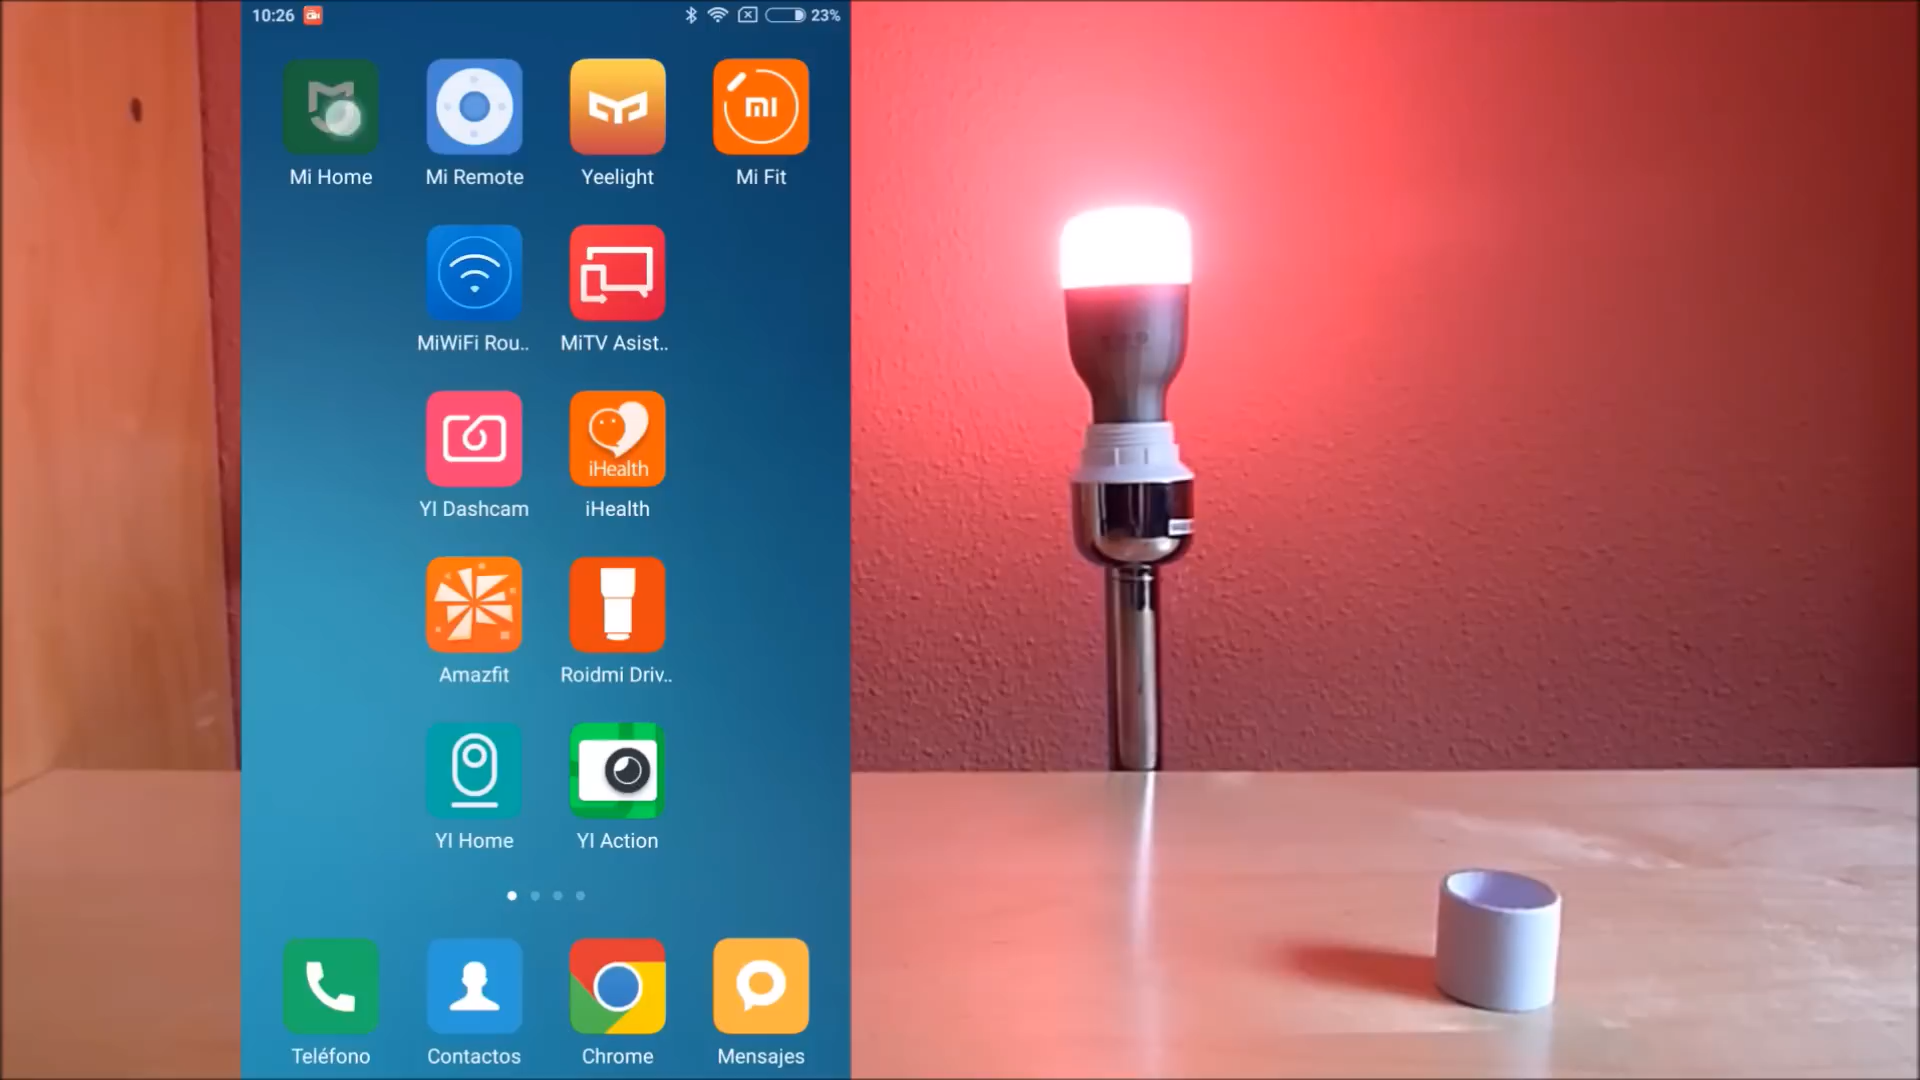 10:26 23%
Mi Home Mi Remote Yeelight Mi Fit
MiWiFi Rou.. MiTV Asist..
iHealth
YI Dashcam iHealth
Amazfit Roidmi Driv..
YI Home YI Action
Teléfono Contactos Chrome Mensajes